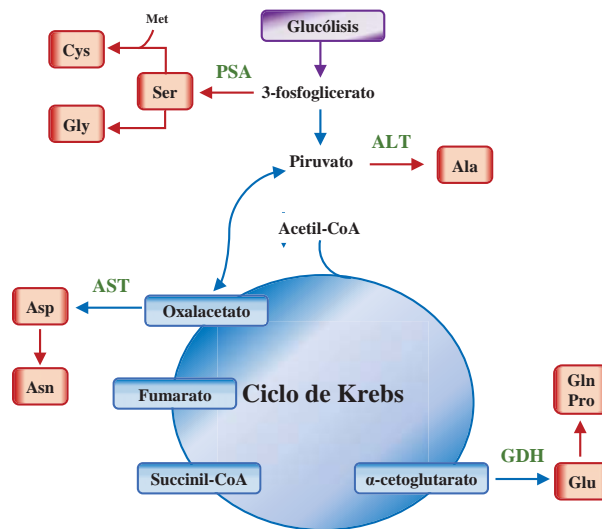 Glucólisis
Met
Cys
PSA
Ser
3-fosfoglicerato
Gly
ALT
Piruvato
Ala
Acetil-CoA
AST
Asp
Oxalacetato
Asn
Fumarato
Ciclo de Krebs
Gln
Pro
GDH
Succinil-CoA
α-cetoglutarato
Glu